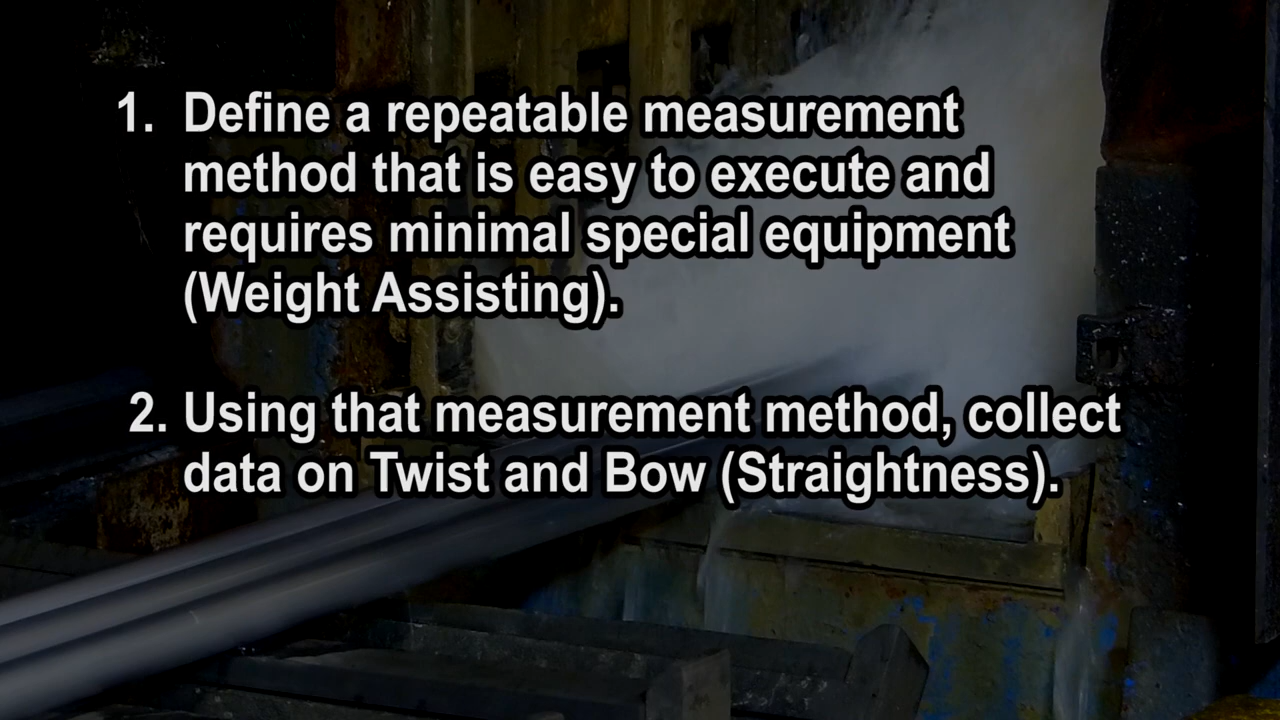 1. Define a repeatable measurement
method that is easy to execute and
requires minimal special equipment
(Weight Assisting).
2. Using that measurement method, collect
data on Twist and Bow (Straightness).